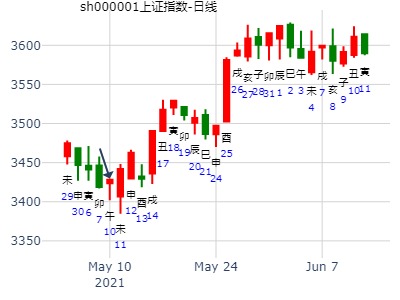 sh000001上证指数-日线
3600
3550
3500
3450
3400
3350
未
29
申
30
寅
6
卯
7
午
10
未
11
申
12
酉
13
戌
14
丑
17
寅
18
卯
19
辰
20
巳
21
申
24
酉
25
戌
26
亥
27
子
28
卯
31
辰
1
巳
2
午
3
未
4
戌
7
亥
8
子
9
丑
10
寅
11
May 10
2021
May 24
Jun 7